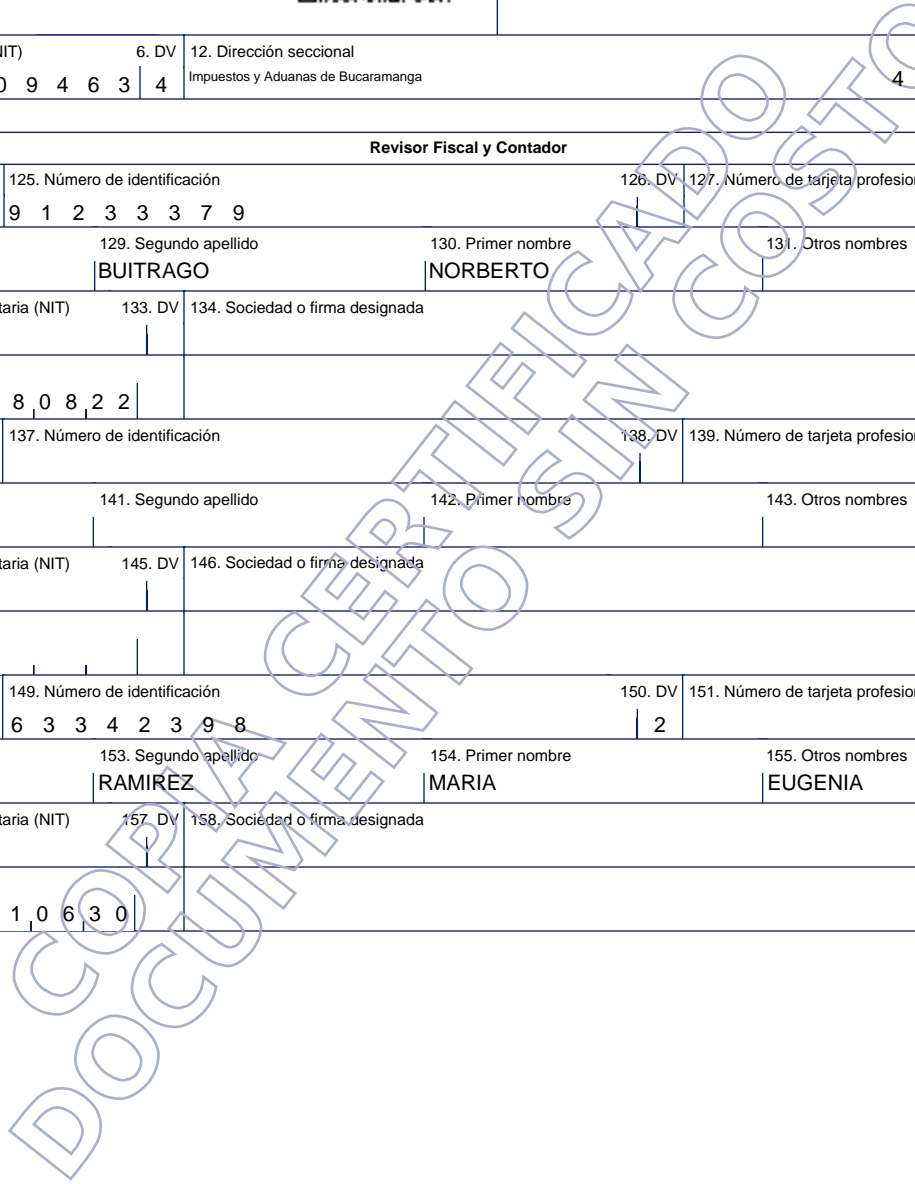 NIT) 6. DV 12. Dirección seccional
0 9 4 6 3 4 Impuestos y Aduanas de Bucaramanga 4
Revisor Fiscal y Contador
125. Número de identificación 126. DV 127. Número de tarjeta profesion
9 1 2 3 3 3 7 9
129. Segundo apellido 130. Primer nombre 131. Otros nombres
BUITRAGO NORBERTO
taria (NIT) 133. DV 134. Sociedad o firma designada
8 0 8 2 2
137. Número de identificación 138. DV 139. Número de tarjeta profesion
141. Segundo apellido 142. Primer nombre 143. Otros nombres
taria (NIT) 145. DV 146. Sociedad o firma designada
149. Número de identificación 150. DV 151. Número de tarjeta profesion
6 3 3 4 2 3 9 8 2
153. Segundo apellido 154. Primer nombre 155. Otros nombres
RAMIREZ MARIA EUGENIA
taria (NIT) 157. DV 158. Sociedad o firma designada
1 0 6 3 0
COPIA CERTIFICADO
DOCUMENTO SIN COSTO